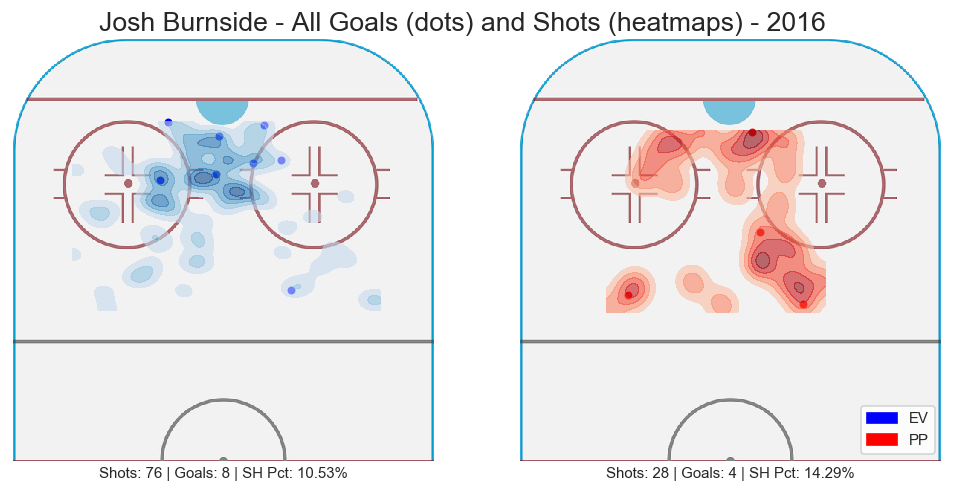 Josh Burnside - All Goals (dots) and Shots (heatmaps) - 2016
EV
PP
Shots: 76 | Goals: 8 | SH Pct: 10.53%
Shots: 28 | Goals: 4 | SH Pct: 14.29%